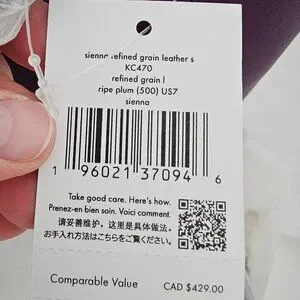 sienna refined grain leather s
KC470
refined grain l
ripe plum (500) US7
sienna
1 96021 37094 6
Take good care. Here's how.
Prenez-en bien soin. Voici comment.
请妥善维护。这里是具体做法。
お手入れ方法はこちらをご覧ください。
Comparable Value CAD $429.00